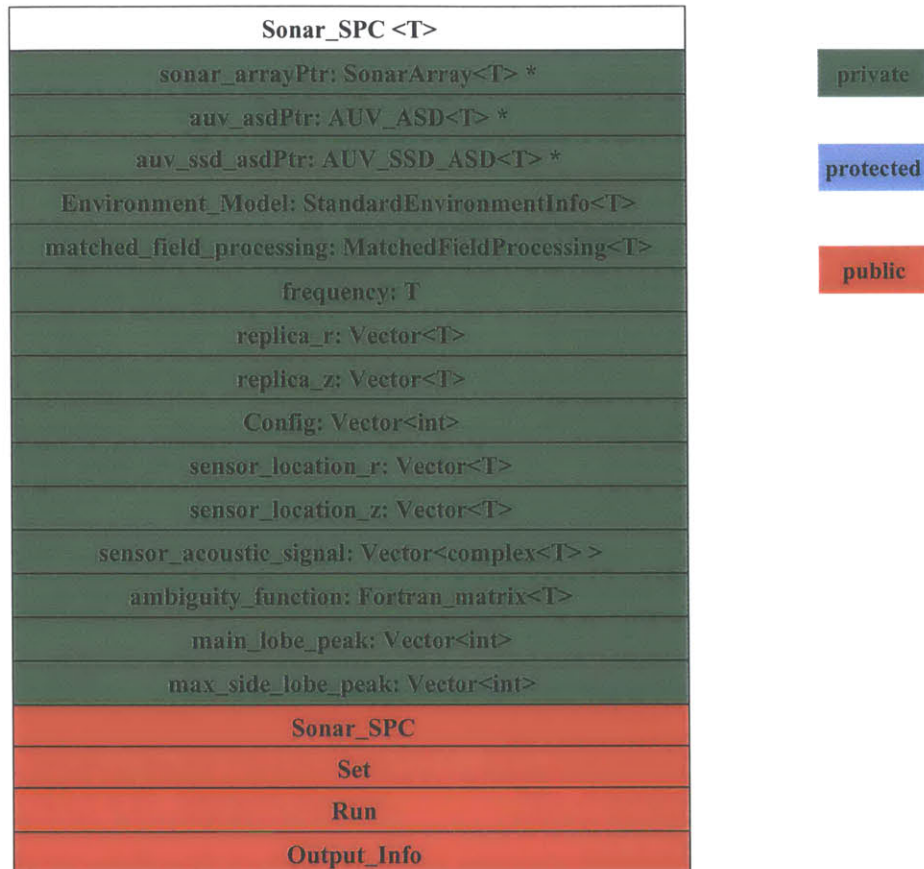 Sonar_SPC <T>
sonar_arrayPtr: SonarArray<T> *
auv_asdPtr: AUV_ASD<T> *
auv_ssd_asdPtr: AUV_SSD_ASD<T> *
Environment_Model: StandardEnvironmentInfo<T>
matched_field_processing: MatchedFieldProcessing<T>
frequency: T
replica_r: Vector<T>
replica_z: Vector<T>
Config: Vector<int>
sensor_location_r: Vector<T>
sensor_location_z: Vector<T>
sensor_acoustic_signal: Vector<complex<T> >
ambiguity_function: Fortran_matrix<T>
main_lobe_peak: Vector<int>
max_side_lobe_peak: Vector<int>
Sonar_SPC
Set
Run
Output_Info
private
protected
public